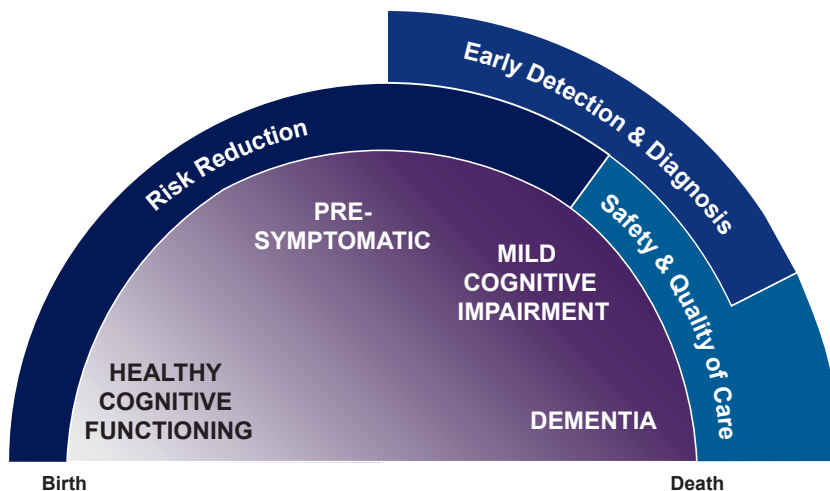 Early Detection & Diagnosis
Risk Reduction
Safety & Quality of Care
PRE-
SYMPTOMATIC
MILD
COGNITIVE
IMPAIRMENT
HEALTHY
COGNITIVE
FUNCTIONING
DEMENTIA
Birth
Death